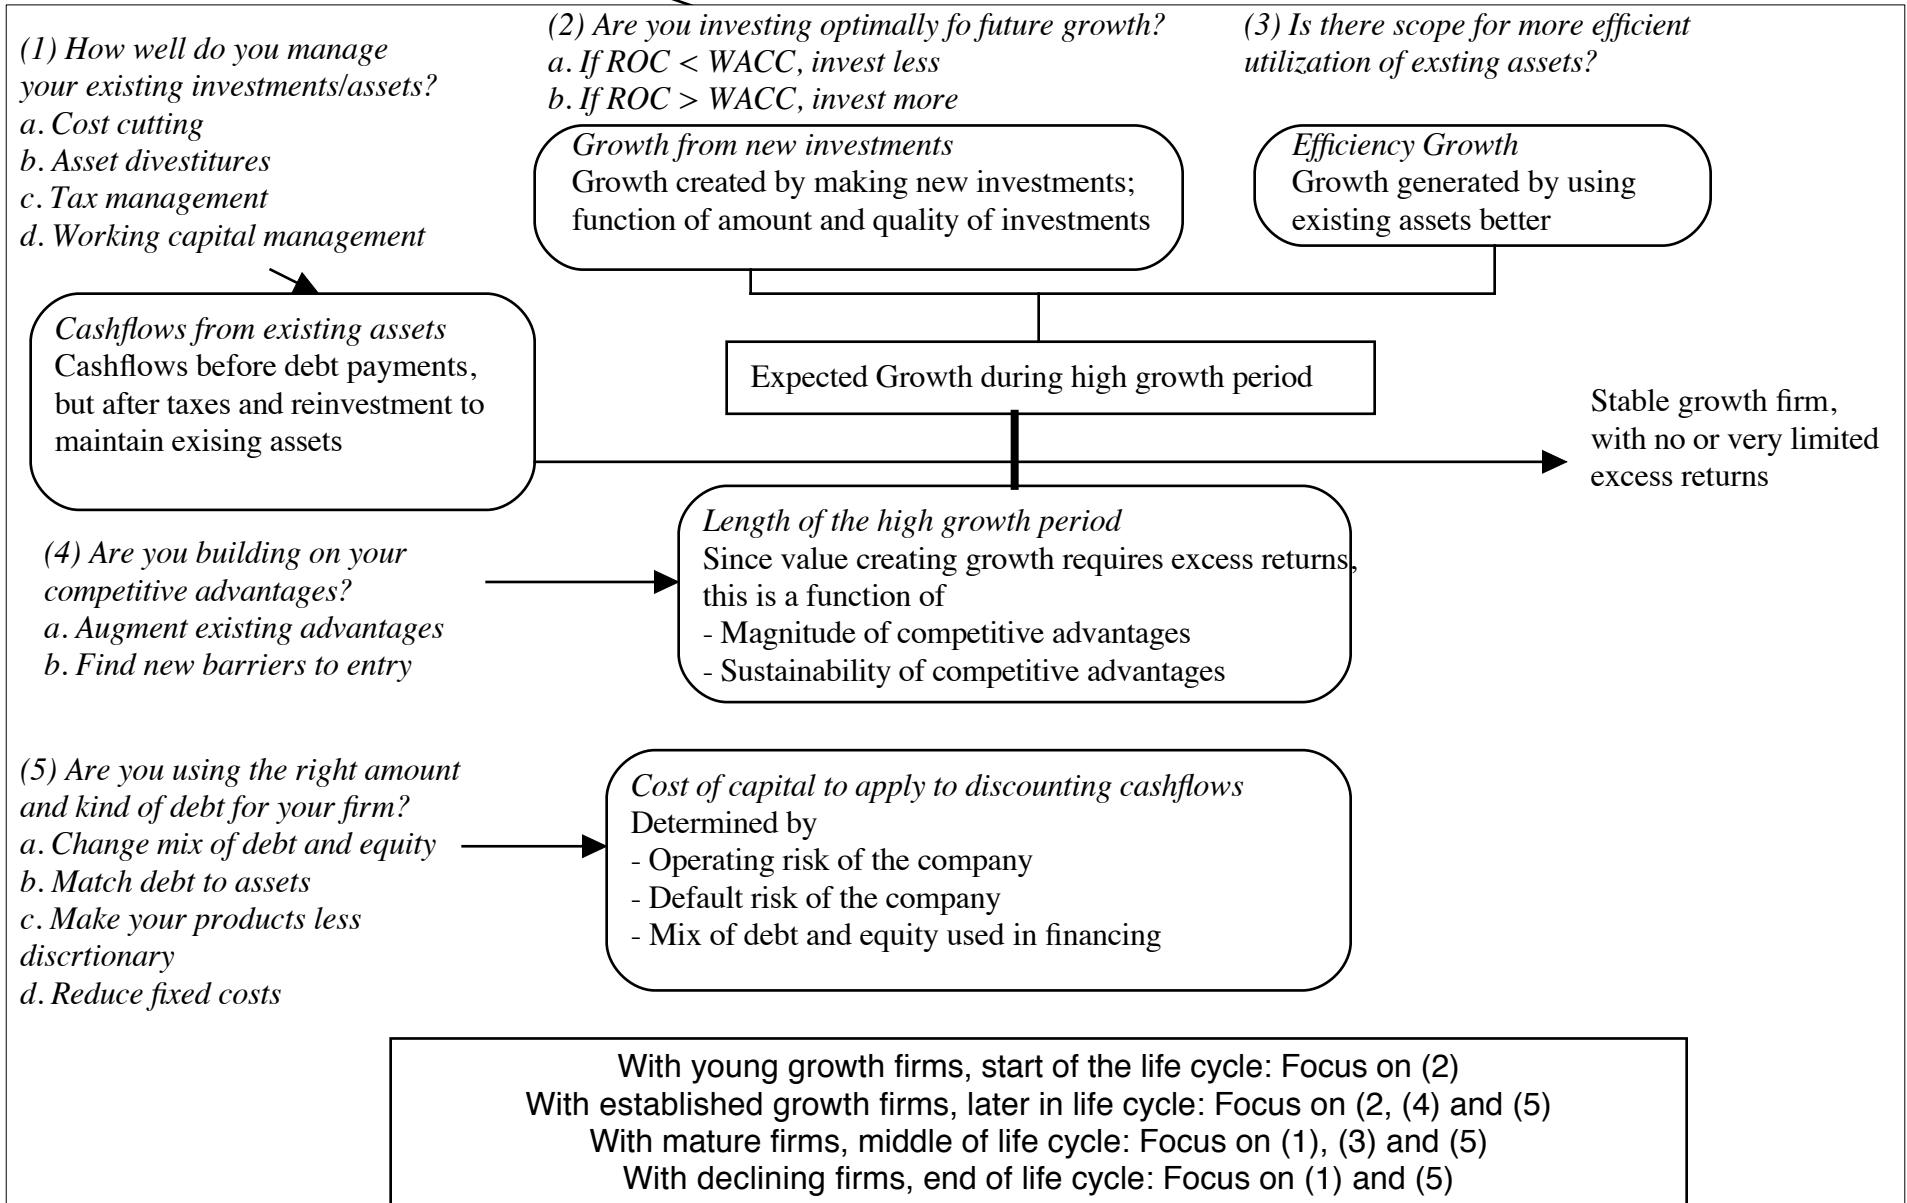 (1) How well do you manage
your existing investments/assets?
a. Cost cutting
b. Asset divestitures
c. Tax management
d. Working capital management
(2) Are you investing optimally fo future growth?
a. If ROC < WACC, invest less
b. If ROC > WACC, invest more
(3) Is there scope for more efficient
utilization of exsting assets?
Growth from new investments
Growth created by making new investments;
function of amount and quality of investments
Efficiency Growth
Growth generated by using
existing assets better
Cashflows from existing assets
Cashflows before debt payments,
but after taxes and reinvestment to
maintain exising assets
Expected Growth during high growth period
Stable growth firm,
with no or very limited
excess returns
(4) Are you building on your
competitive advantages?
a. Augment existing advantages
b. Find new barriers to entry
Length of the high growth period
Since value creating growth requires excess returns,
this is a function of
- Magnitude of competitive advantages
- Sustainability of competitive advantages
(5) Are you using the right amount
and kind of debt for your firm?
a. Change mix of debt and equity
b. Match debt to assets
c. Make your products less
discrtionary
d. Reduce fixed costs
Cost of capital to apply to discounting cashflows
Determined by
- Operating risk of the company
- Default risk of the company
- Mix of debt and equity used in financing
With young growth firms, start of the life cycle: Focus on (2)
With established growth firms, later in life cycle: Focus on (2, (4) and (5)
With mature firms, middle of life cycle: Focus on (1), (3) and (5)
With declining firms, end of life cycle: Focus on (1) and (5)